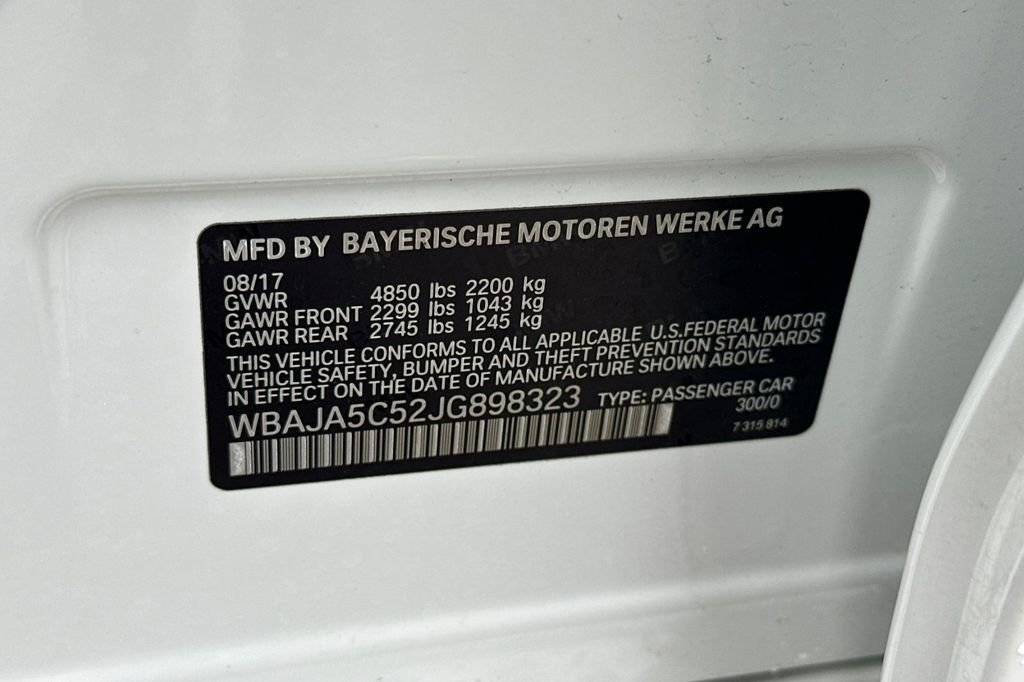 MFD BY BAYERISCHE MOTOREN WERKE AG
08/17
GVWR 4850 lbs 2200 kg
GAWR FRONT 2299 lbs 1043 kg
GAWR REAR 2745 lbs 1245 kg
THIS VEHICLE CONFORMS TO ALL APPLICABLE U.S.FEDERAL MOTOR
VEHICLE SAFETY, BUMPER AND THEFT PREVENTION STANDARDS
IN EFFECT ON THE DATE OF MANUFACTURE SHOWN ABOVE.
WBAJA5C52JG898323 TYPE: PASSENGER CAR
300/0
7 315 814